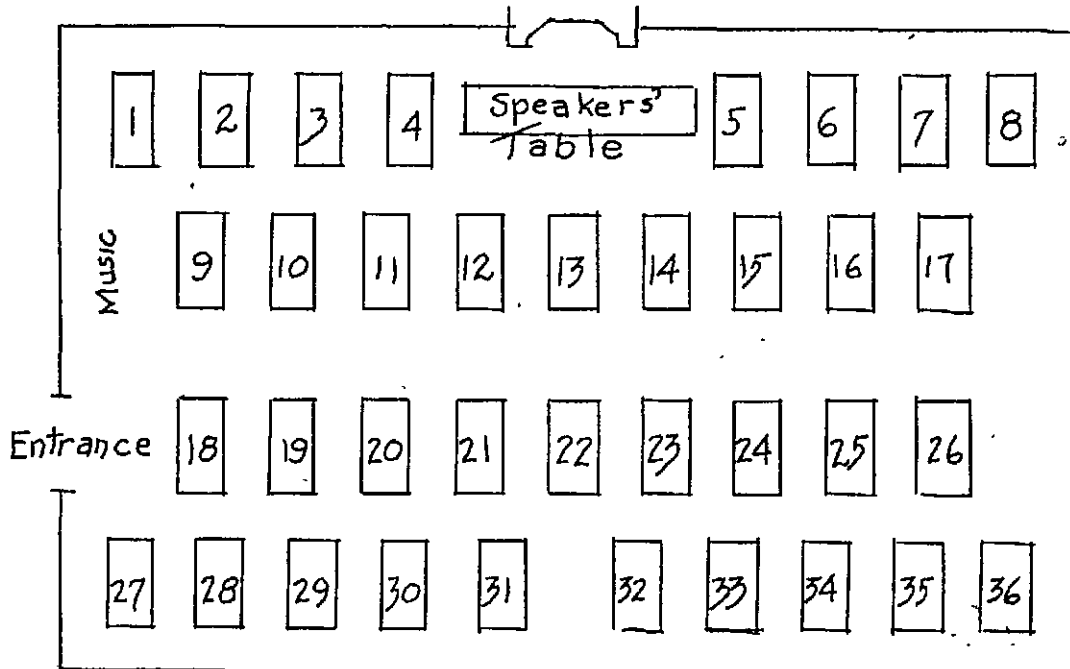 1 2 3 4 Speakers' 5 6 7 8
Table
Music 9 10 11 12 13 14 15 16 17
Entrance 18 19 20 21 22 23 24 25 26
27 28 29 30 31 32 33 34 35 36